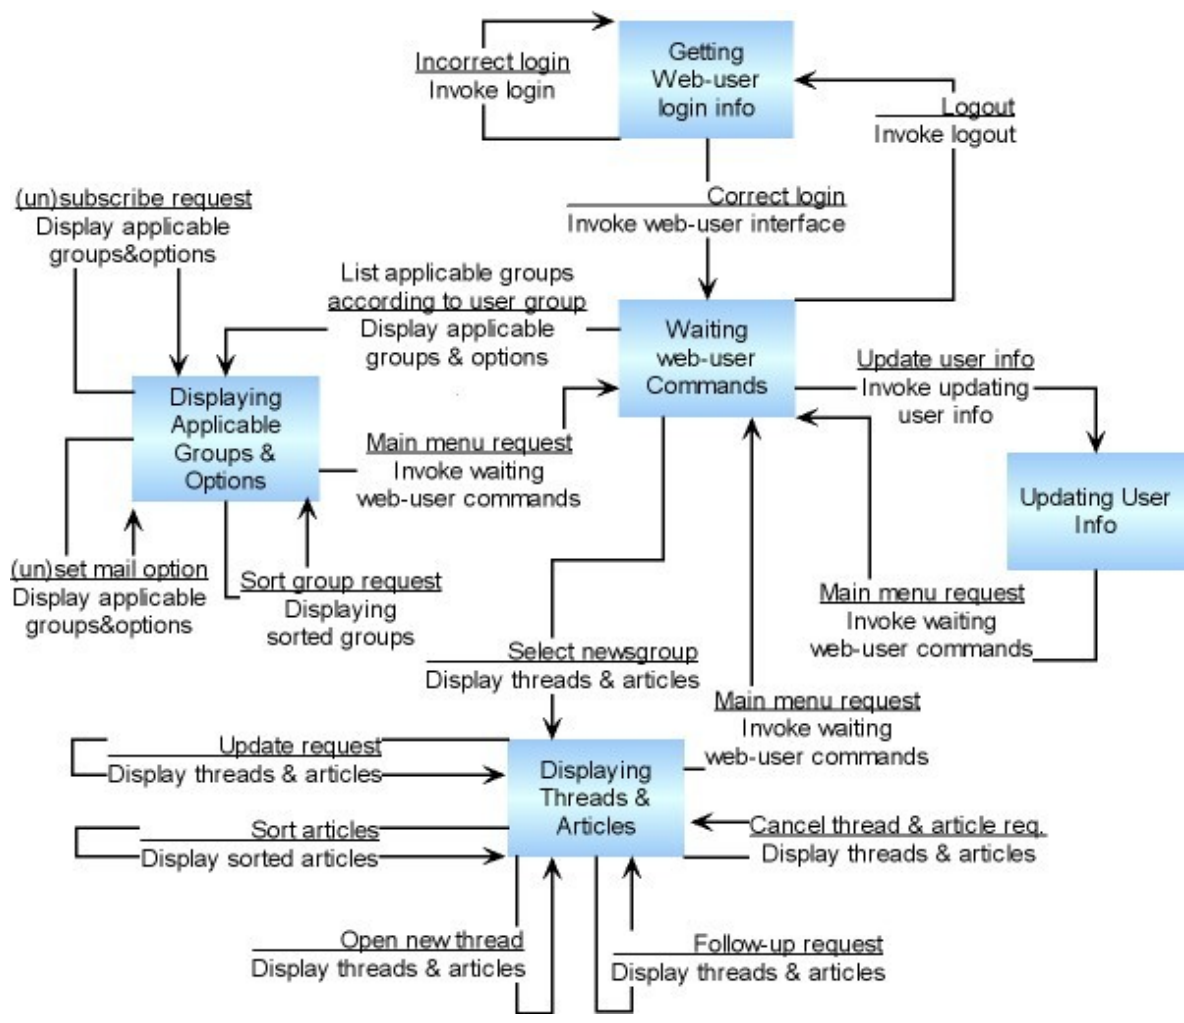 Getting
Web-user
login info
Incorrect login
Invoke login
Logout
Invoke logout
Correct login
Invoke web-user interface
(un)subscribe request
Display applicable
groups&options
List applicable groups
according to user group
Display applicable
groups & options
Waiting
web-user
Commands
Update user info
Invoke updating
user info
Displaying
Applicable
Groups &
Options
Main menu request
Invoke waiting
web-user commands
Updating User
Info
(un)set mail option
Display applicable
groups&options
Sort group request
Displaying
sorted groups
Main menu request
Invoke waiting
web-user commands
Select newsgroup
Display threads & articles
Main menu request
Invoke waiting
web-user commands
Update request
Display threads & articles
Displaying
Threads &
Articles
Sort articles
Display sorted articles
Cancel thread & article req.
Display threads & articles
Open new thread
Display threads & articles
Follow-up request
Display threads & articles